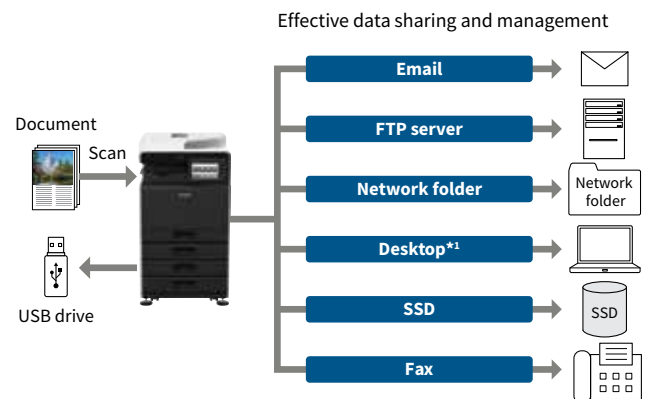 Effective data sharing and management
Email
Document
FTP server
Scan
Network folder
Network
folder
Desktop*1
USB drive
SSD
SSD
Fax